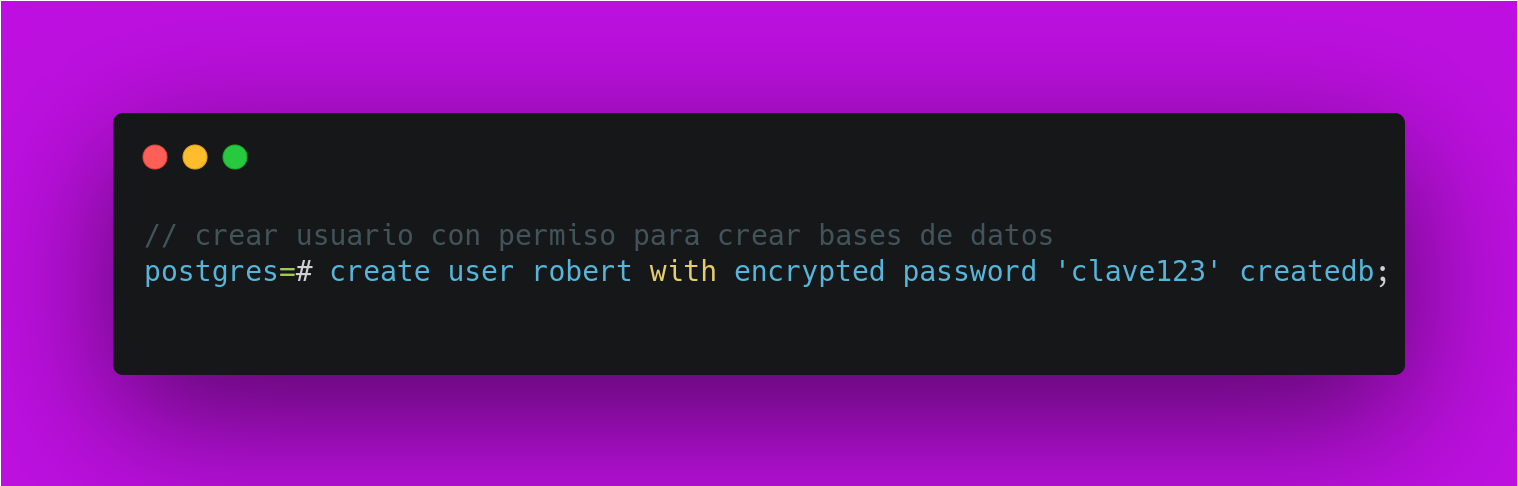 // crear usuario con permiso para crear bases de datos
postgres=# create user robert with encrypted password 'clave123' createdb;